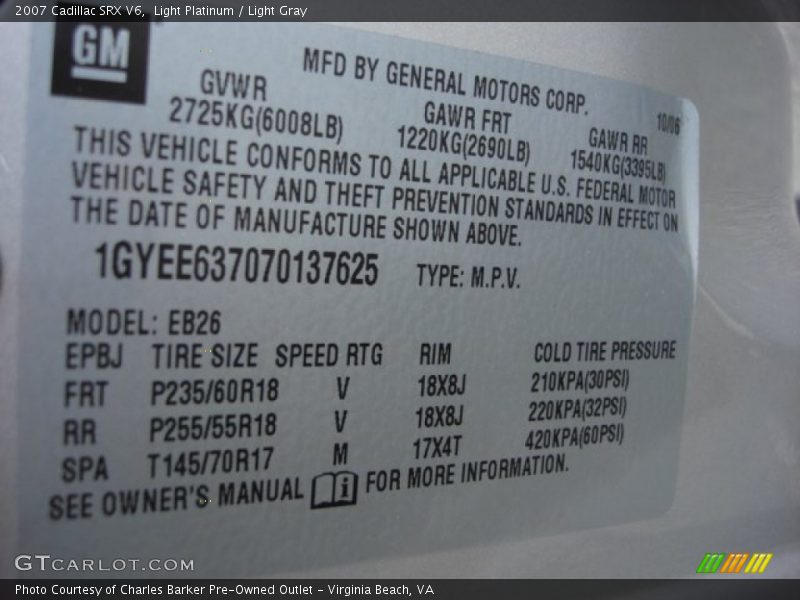 2007 Cadillac SRX V6,  Light Platinum / Light Gray
GM
MFD BY GENERAL MOTORS CORP.
10/06
GVWR GAWR FRT GAWR RR
2725KG(6008LB) 1220KG(2690LB) 1540KG(3395LB)
THIS VEHICLE CONFORMS TO ALL APPLICABLE U.S. FEDERAL MOTOR
VEHICLE SAFETY AND THEFT PREVENTION STANDARDS IN EFFECT ON
THE DATE OF MANUFACTURE SHOWN ABOVE.
1GYEE637070137625 TYPE: M.P.V.
MODEL: EB26
EPBJ TIRE SIZE SPEED RTG RIM COLD TIRE PRESSURE
FRT P235/60R18 V 18X8J 210KPA(30PSI)
RR P255/55R18 V 18X8J 220KPA(32PSI)
SPA T145/70R17 M 17X4T 420KPA(60PSI)
SEE OWNER'S MANUAL i FOR MORE INFORMATION.
GTCARLOT.COM
Photo Courtesy of Charles Barker Pre-Owned Outlet - Virginia Beach, VA